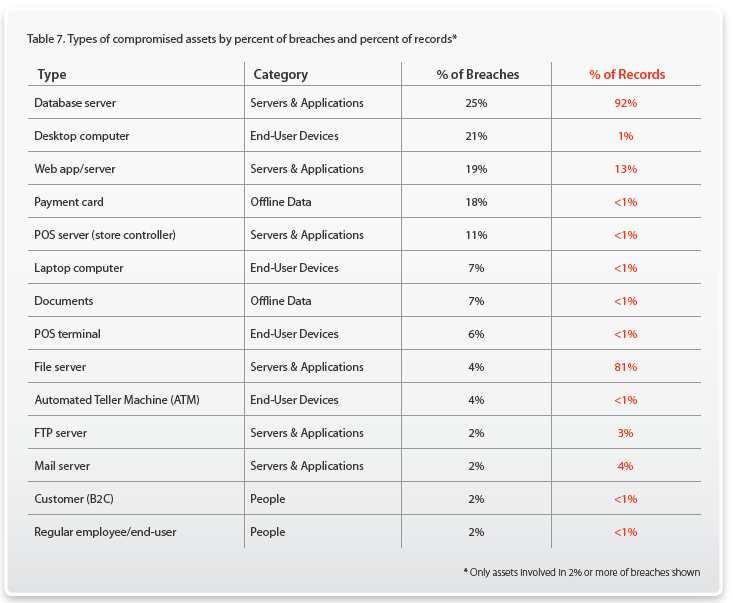 Table 7. Types of compromised assets by percent of breaches and percent of records*
Type Category % of Breaches % of Records
Database server Servers & Applications 25% 92%
Desktop computer End-User Devices 21% 1%
Web app/server Servers & Applications 19% 13%
Payment card Offline Data 18% <1%
POS server (store controller) Servers & Applications 11% <1%
Laptop computer End-User Devices 7% <1%
Documents Offline Data 7% <1%
POS terminal End-User Devices 6% <1%
File server Servers & Applications 4% 81%
Automated Teller Machine (ATM) End-User Devices 4% <1%
FTP server Servers & Applications 2% 3%
Mail server Servers & Applications 2% 4%
Customer (B2C) People 2% <1%
Regular employee/end-user People 2% <1%
* Only assets involved in 2% or more of breaches shown